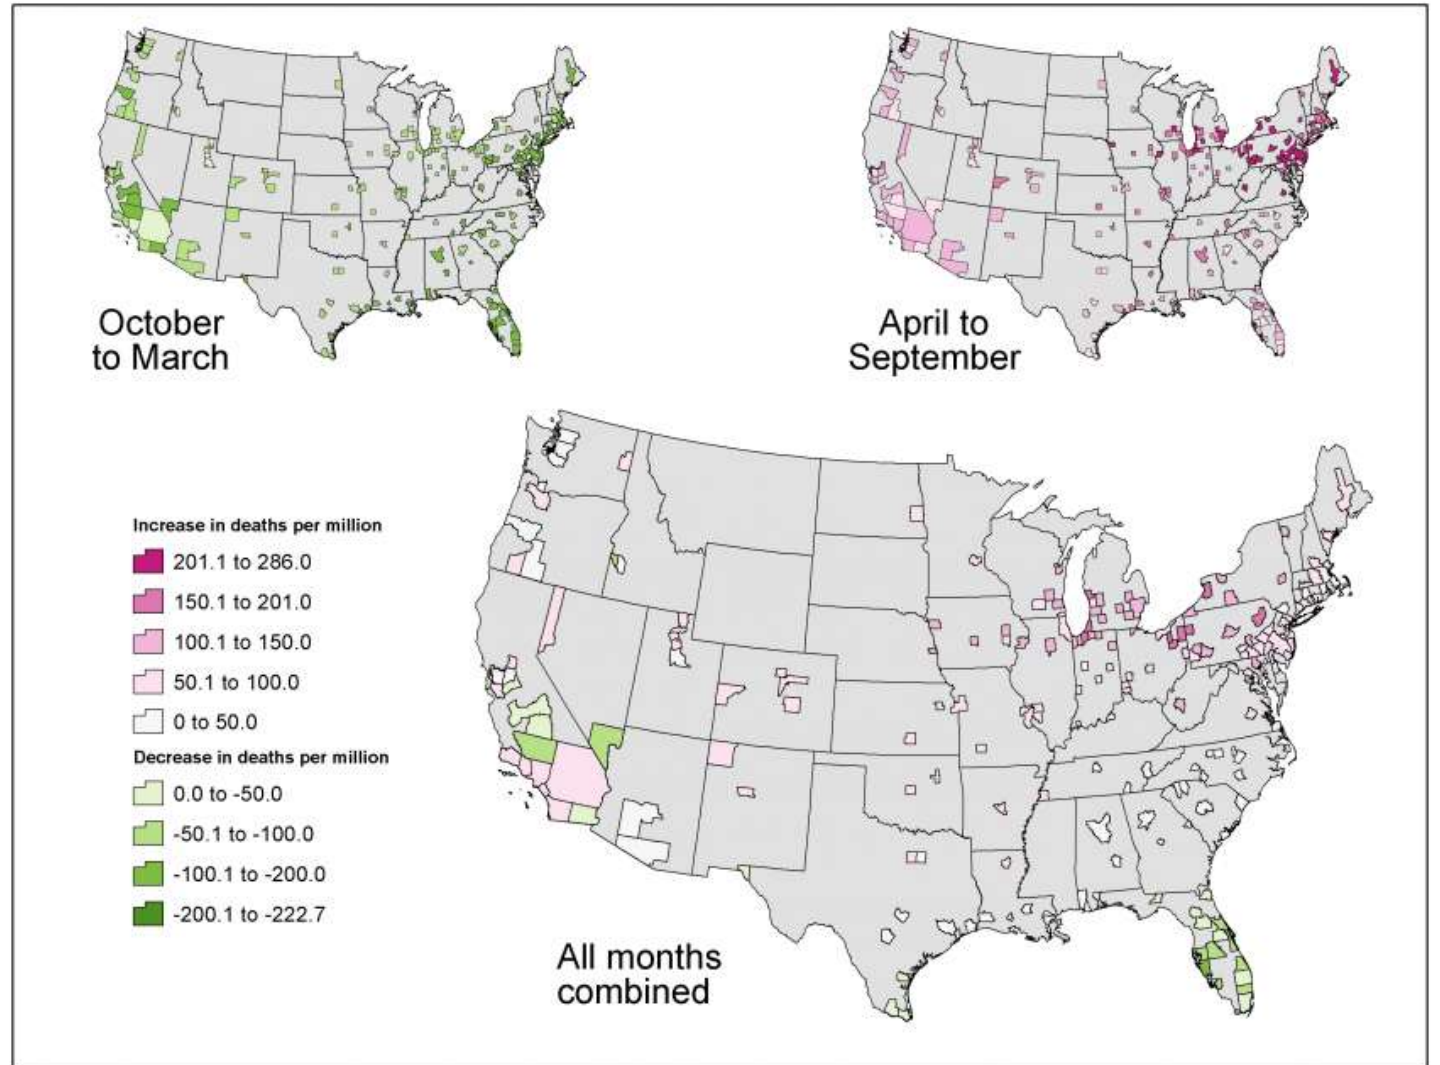 October
to March
April to
September
Increase in deaths per million
201.1 to 286.0
150.1 to 201.0
100.1 to 150.0
50.1 to 100.0
0 to 50.0
Decrease in deaths per million
0.0 to -50.0
-50.1 to -100.0
-100.1 to -200.0
-200.1 to -222.7
All months
combined